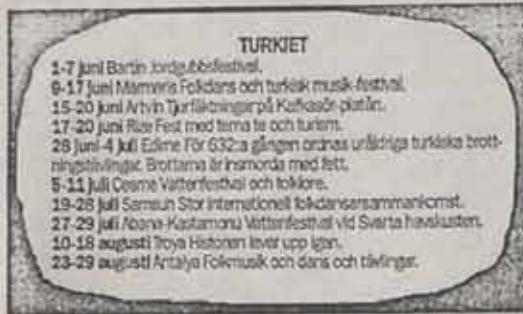 TURKIET
1-7 juni Bartin Jordgubbsfestival.
9-17 juni Marmaris Folkdans och turkisk musik-festival.
15-20 juni Artvin Tjurfäktningar på Kafkasör-platån.
17-20 juni Rize Fest med tema te och turism.
28 juni-4 juli Edirne För 632:a gången ordnas uråldriga turkiska brott-
ningstävlingar. Brottarna är insmorda med fett.
5-11 juli Cesme Vattenfestival och folklore.
19-28 juli Samsun Stor internationell folkdansarsammankomst.
27-29 juli Abana-Kastamonu Vattenfestival vid Svarta havskusten.
10-18 augusti Troya Historien lever upp igen.
23-29 augusti Antalya Folkmusik och dans och tävlingar.